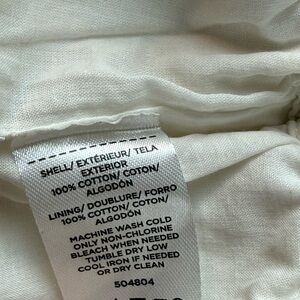 SHELL/ EXTÉRIEUR/ TELA
EXTERIOR
100% COTTON/ COTON/
ALGODÓN
LINING/ DOUBLURE/ FORRO
100% COTTON/ COTON/
ALGODÓN
MACHINE WASH COLD
ONLY NON-CHLORINE
BLEACH WHEN NEEDED
TUMBLE DRY LOW
COOL IRON IF NEEDED
OR DRY CLEAN
504804